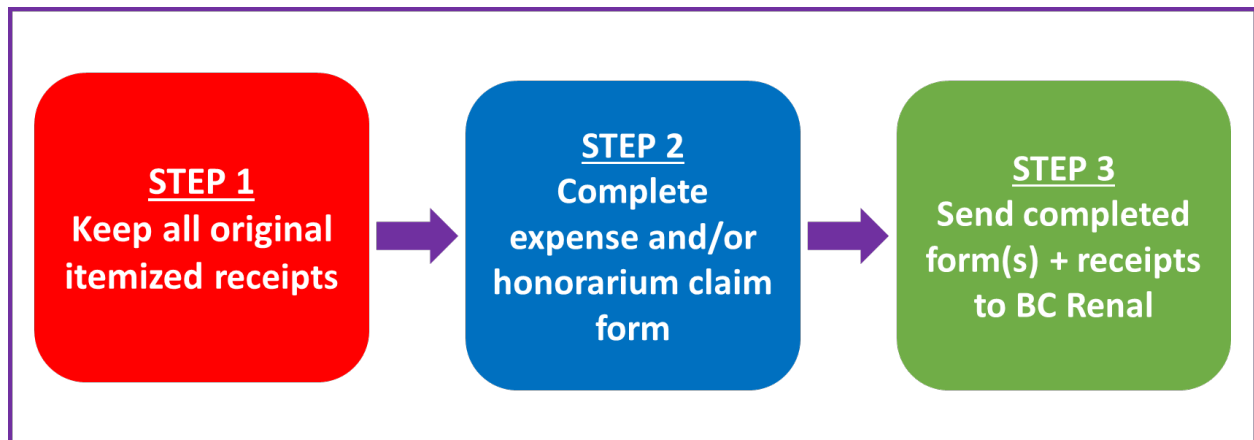 STEP 1
Keep all original
itemized receipts
STEP 2
Complete
expense and/or
honorarium claim
form
STEP 3
Send completed
form(s) + receipts
to BC Renal